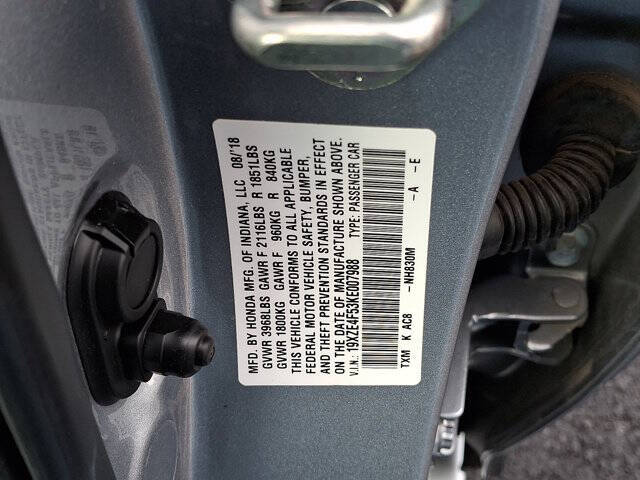 MFD. BY HONDA MFG. OF INDIANA, LLC 08/'18
GVWR 3968LBS GAWR F 2116LBS R 1851LBS
GVWR 1800KG GAWR F 960KG R 840KG
THIS VEHICLE CONFORMS TO ALL APPLICABLE
FEDERAL MOTOR VEHICLE SAFETY, BUMPER,
AND THEFT PREVENTION STANDARDS IN EFFECT
ON THE DATE OF MANUFACTURE SHOWN ABOVE.
V.I.N.: 19XZE4F53KE007988 TYPE: PASSENGER CAR
TXM K AC8 -NH830M -A -E